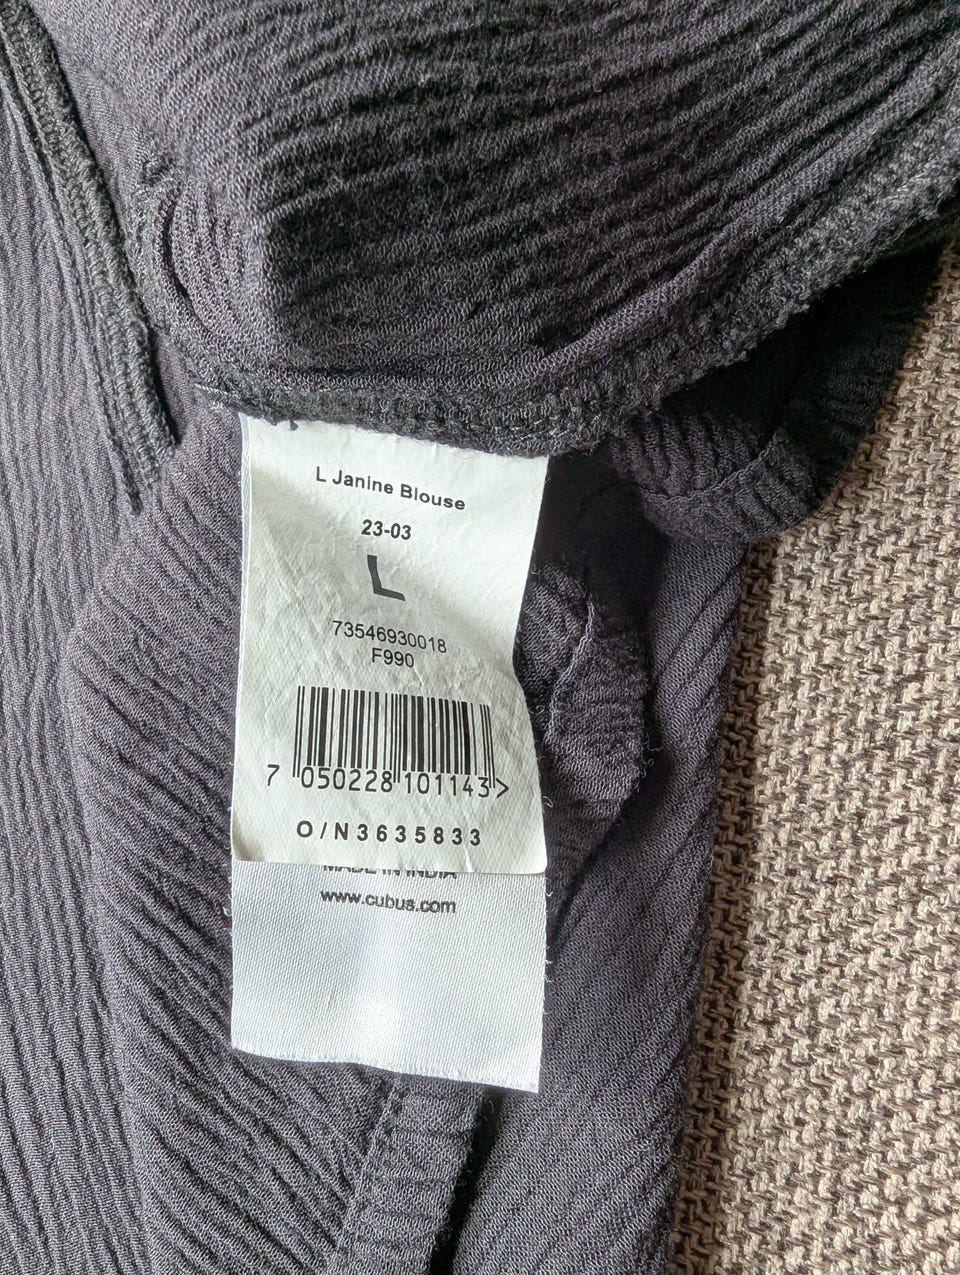 L Janine Blouse
23-03
L
73546930018
F990
7 050228 101143 >
O/N3635833
MADE IN INDIA
www.cubus.com